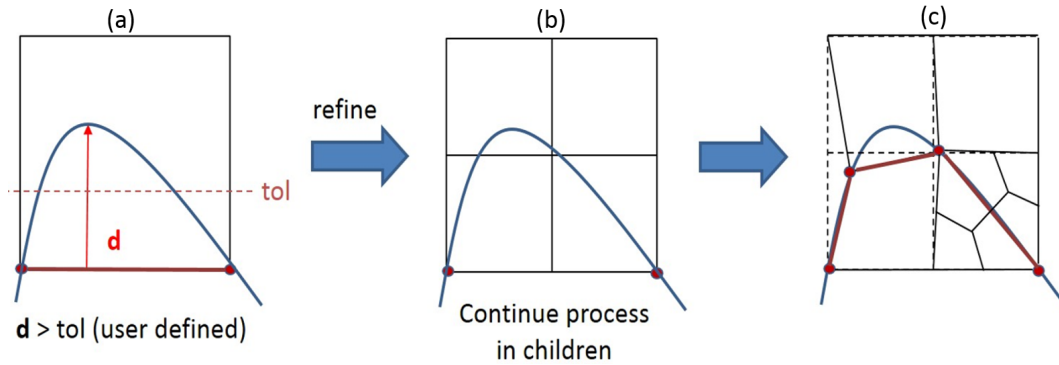 (a)
(b)
(c)
refine
tol
d
d > tol (user defined)
Continue process
in children